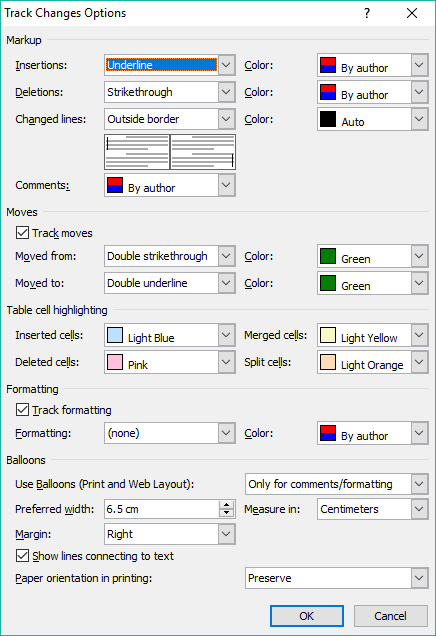 Track Changes Options ?
Markup
Insertions: Underline Color: By author
Deletions: Strikethrough Color: By author
Changed lines: Outside border Color: Auto
Comments: By author
Moves
Track moves
Moved from: Double strikethrough Color: Green
Moved to: Double underline Color: Green
Table cell highlighting
Inserted cells: Light Blue Merged cells: Light Yellow
Deleted cells: Pink Split cells: Light Orange
Formatting
Track formatting
Formatting: (none) Color: By author
Balloons
Use Balloons (Print and Web Layout): Only for comments/formatting
Preferred width: 6.5 cm Measure in: Centimeters
Margin: Right
Show lines connecting to text
Paper orientation in printing: Preserve
OK Cancel